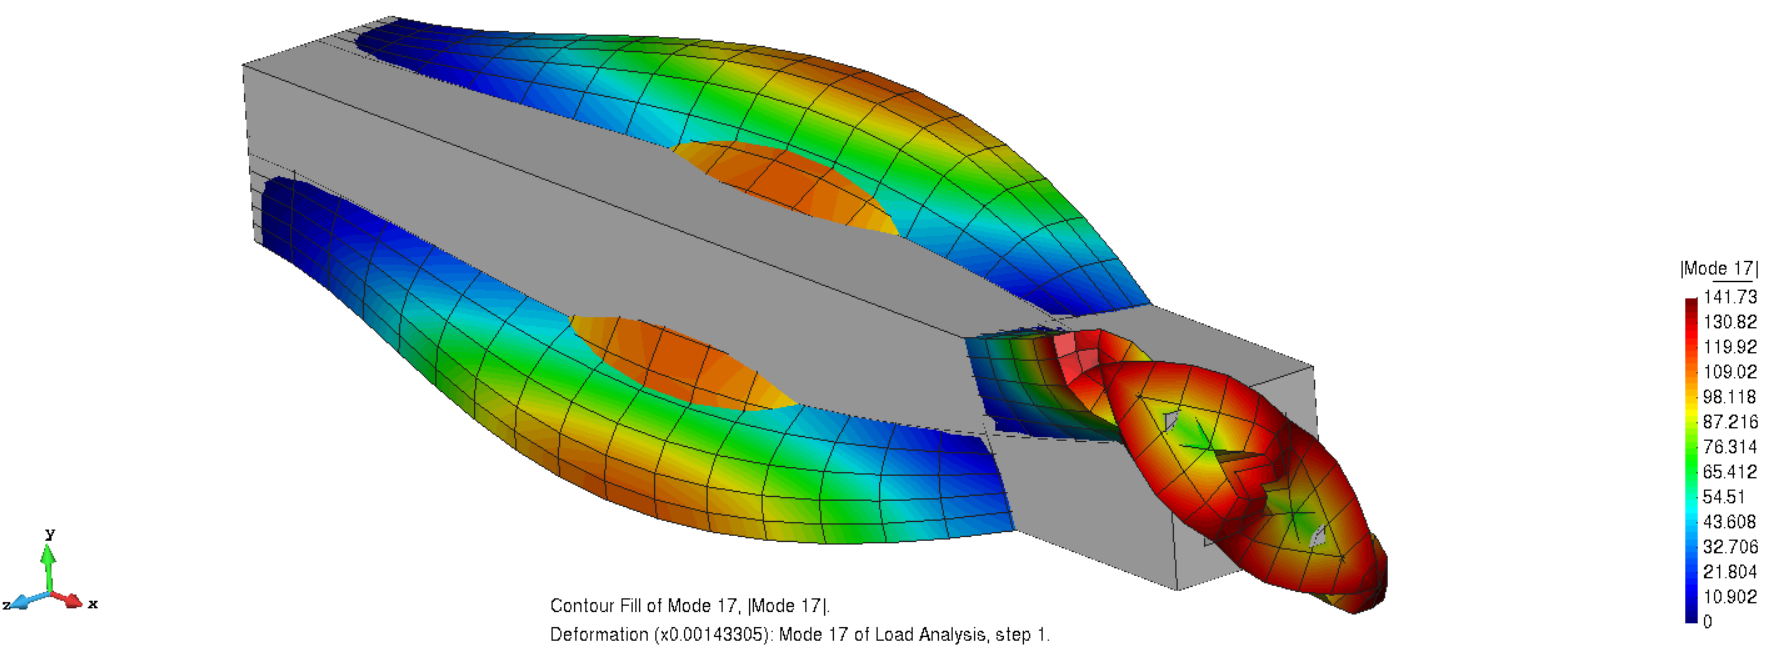 |Mode 17|
141.73
130.82
119.92
109.02
98.118
87.216
76.314
65.412
54.51
43.608
32.706
21.804
10.902
0
y
z
x
Contour Fill of Mode 17, |Mode 17|.
Deformation (x0.00143305): Mode 17 of Load Analysis, step 1.